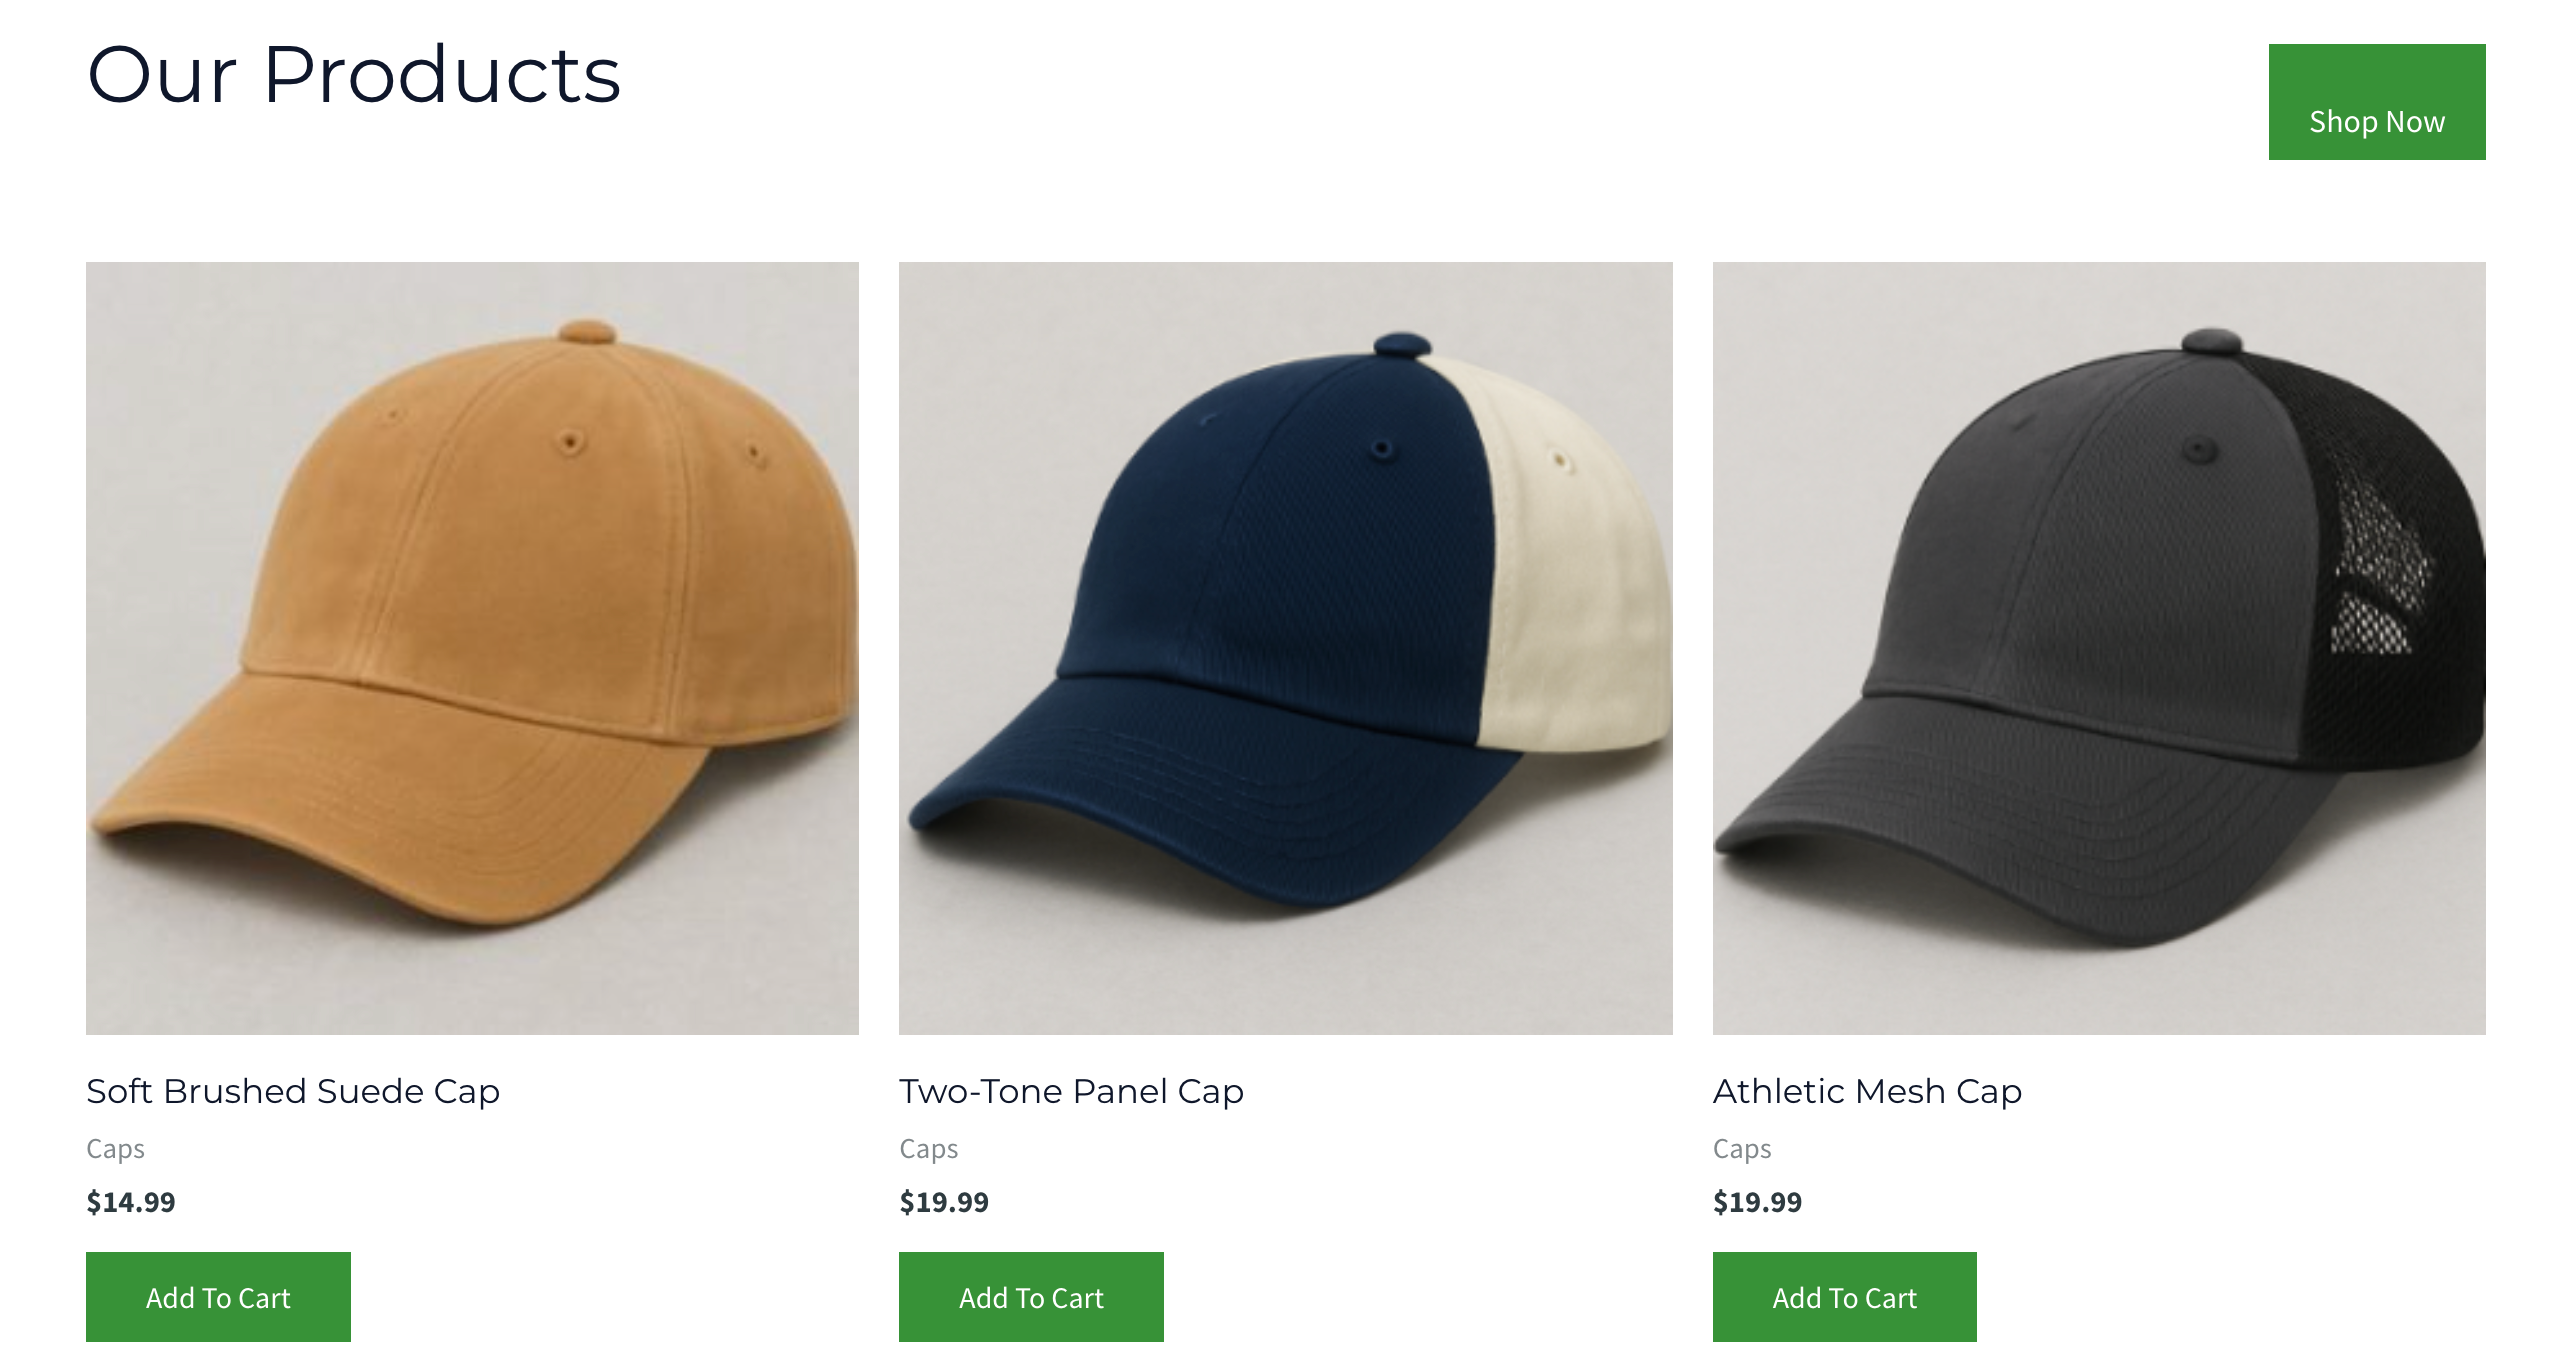 Our Products
Shop Now
Soft Brushed Suede Cap
Caps
$14.99
Add To Cart
Two-Tone Panel Cap
Caps
$19.99
Add To Cart
Athletic Mesh Cap
Caps
$19.99
Add To Cart